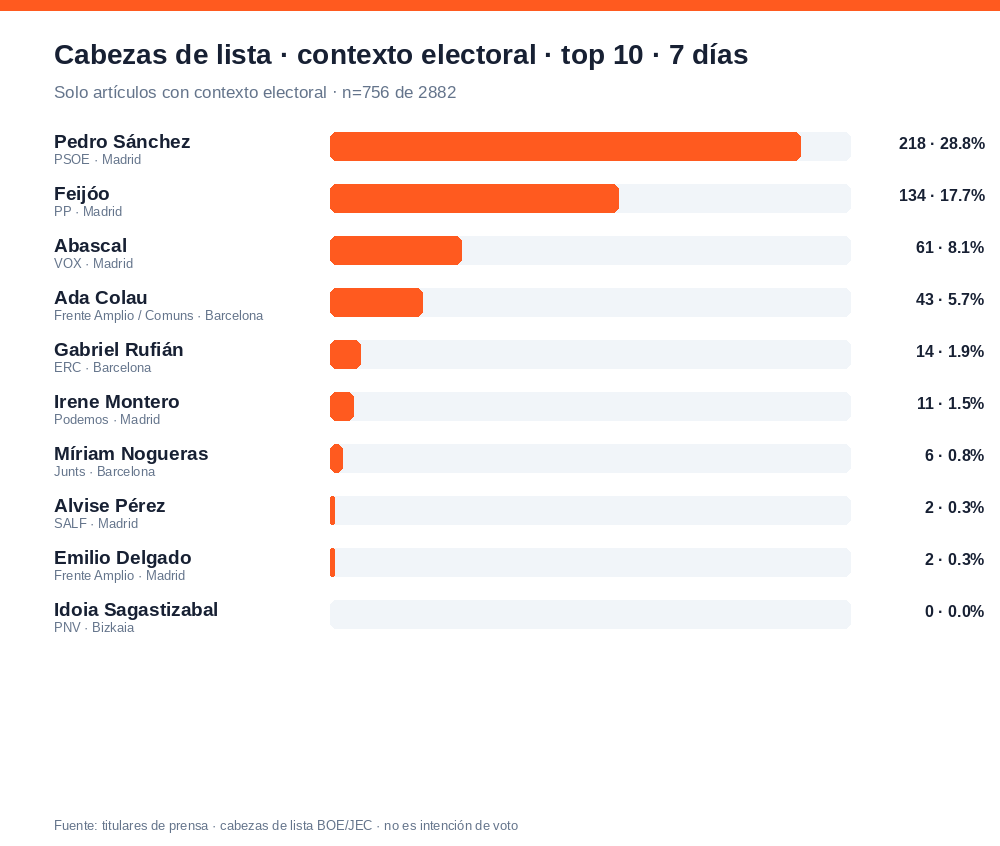 Cabezas de lista · contexto electoral · top 10 · 7 días
Solo artículos con contexto electoral · n=756 de 2882
Pedro Sánchez
PSOE · Madrid
218 · 28.8%
Feijóo
PP · Madrid
134 · 17.7%
Abascal
VOX · Madrid
61 · 8.1%
Ada Colau
Frente Amplio / Comuns · Barcelona
43 · 5.7%
Gabriel Rufián
ERC · Barcelona
14 · 1.9%
Irene Montero
Podemos · Madrid
11 · 1.5%
Míriam Nogueras
Junts · Barcelona
6 · 0.8%
Alvise Pérez
SALF · Madrid
2 · 0.3%
Emilio Delgado
Frente Amplio · Madrid
2 · 0.3%
Idoia Sagastizabal
PNV · Bizkaia
0 · 0.0%
Fuente: titulares de prensa · cabezas de lista BOE/JEC · no es intención de voto